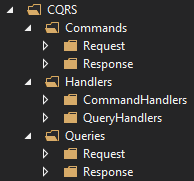 CQRS
Commands
Request
Response
Handlers
CommandHandlers
QueryHandlers
Queries
Request
Response